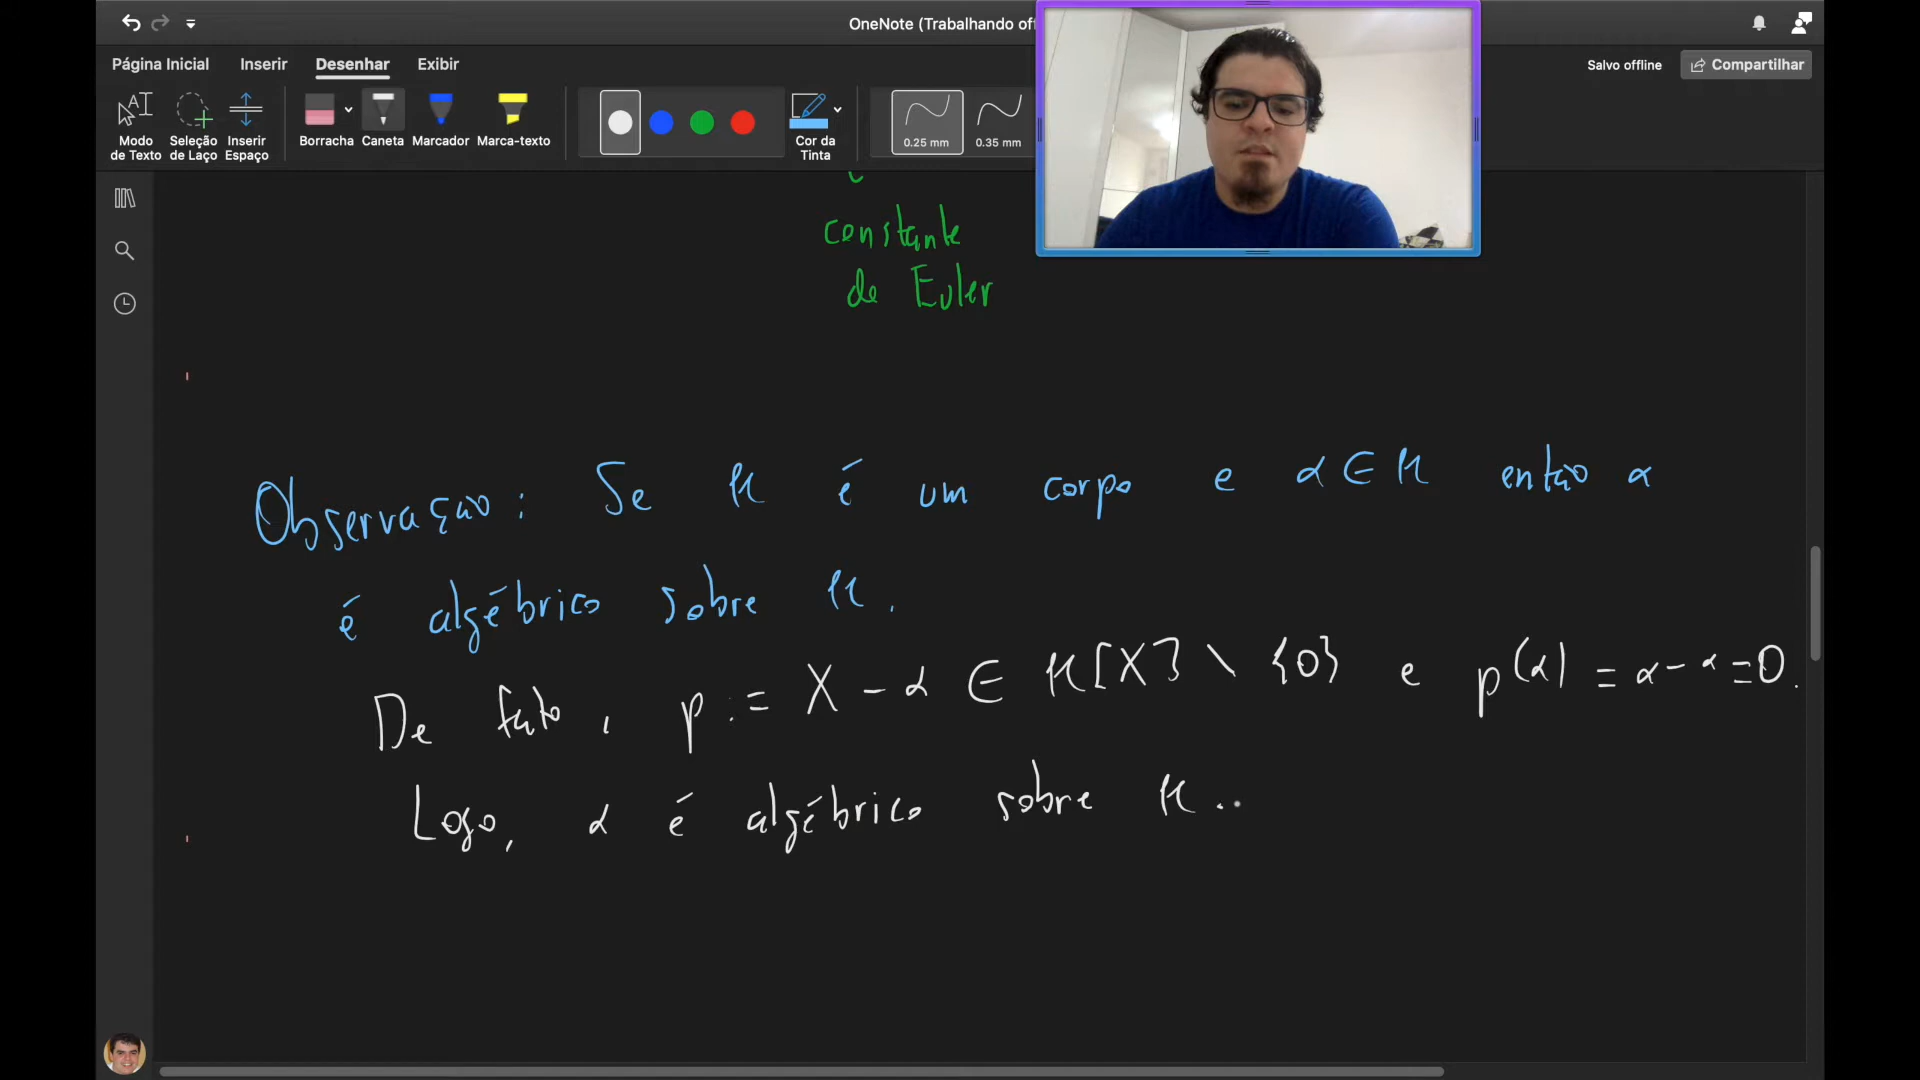 OneNote (Trabalhando off
Página Inicial Inserir Desenhar Exibir
Salvo offline Compartilhar
Modo de Texto
Seleção de Laço
Inserir Espaço
Borracha
Caneta
Marcador
Marca-texto
Cor da Tinta
0.25 mm
0.35 mm
constante
de Euler
Observação: Se K é um corpo e α ∈ K então α
é algébrico sobre K.
De fato, p := X - α ∈ K[X] \ {0} e p(α) = α - α = 0.
Logo, α é algébrico sobre K..